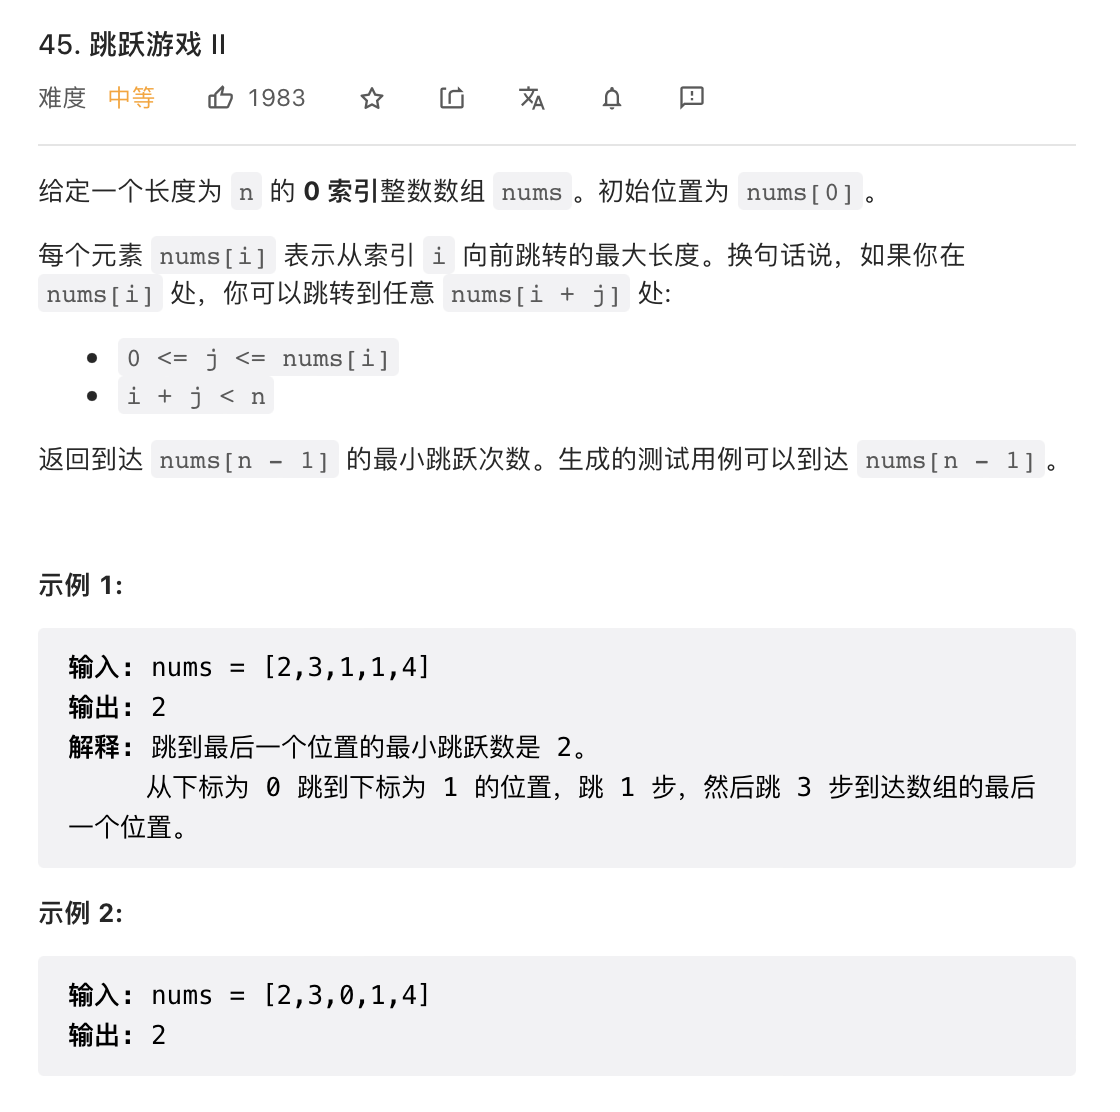 45. 跳跃游戏 II
难度 中等 1983
给定一个长度为 n 的 0 索引整数数组 nums。初始位置为 nums[0]。
每个元素 nums[i] 表示从索引 i 向前跳转的最大长度。换句话说，如果你在
nums[i] 处，你可以跳转到任意 nums[i + j] 处:
• 0 <= j <= nums[i]
• i + j < n
返回到达 nums[n - 1] 的最小跳跃次数。生成的测试用例可以到达 nums[n - 1]。
示例 1:
输入: nums = [2,3,1,1,4]
输出: 2
解释: 跳到最后一个位置的最小跳跃数是 2。
从下标为 0 跳到下标为 1 的位置，跳 1 步，然后跳 3 步到达数组的最后
一个位置。
示例 2:
输入: nums = [2,3,0,1,4]
输出: 2